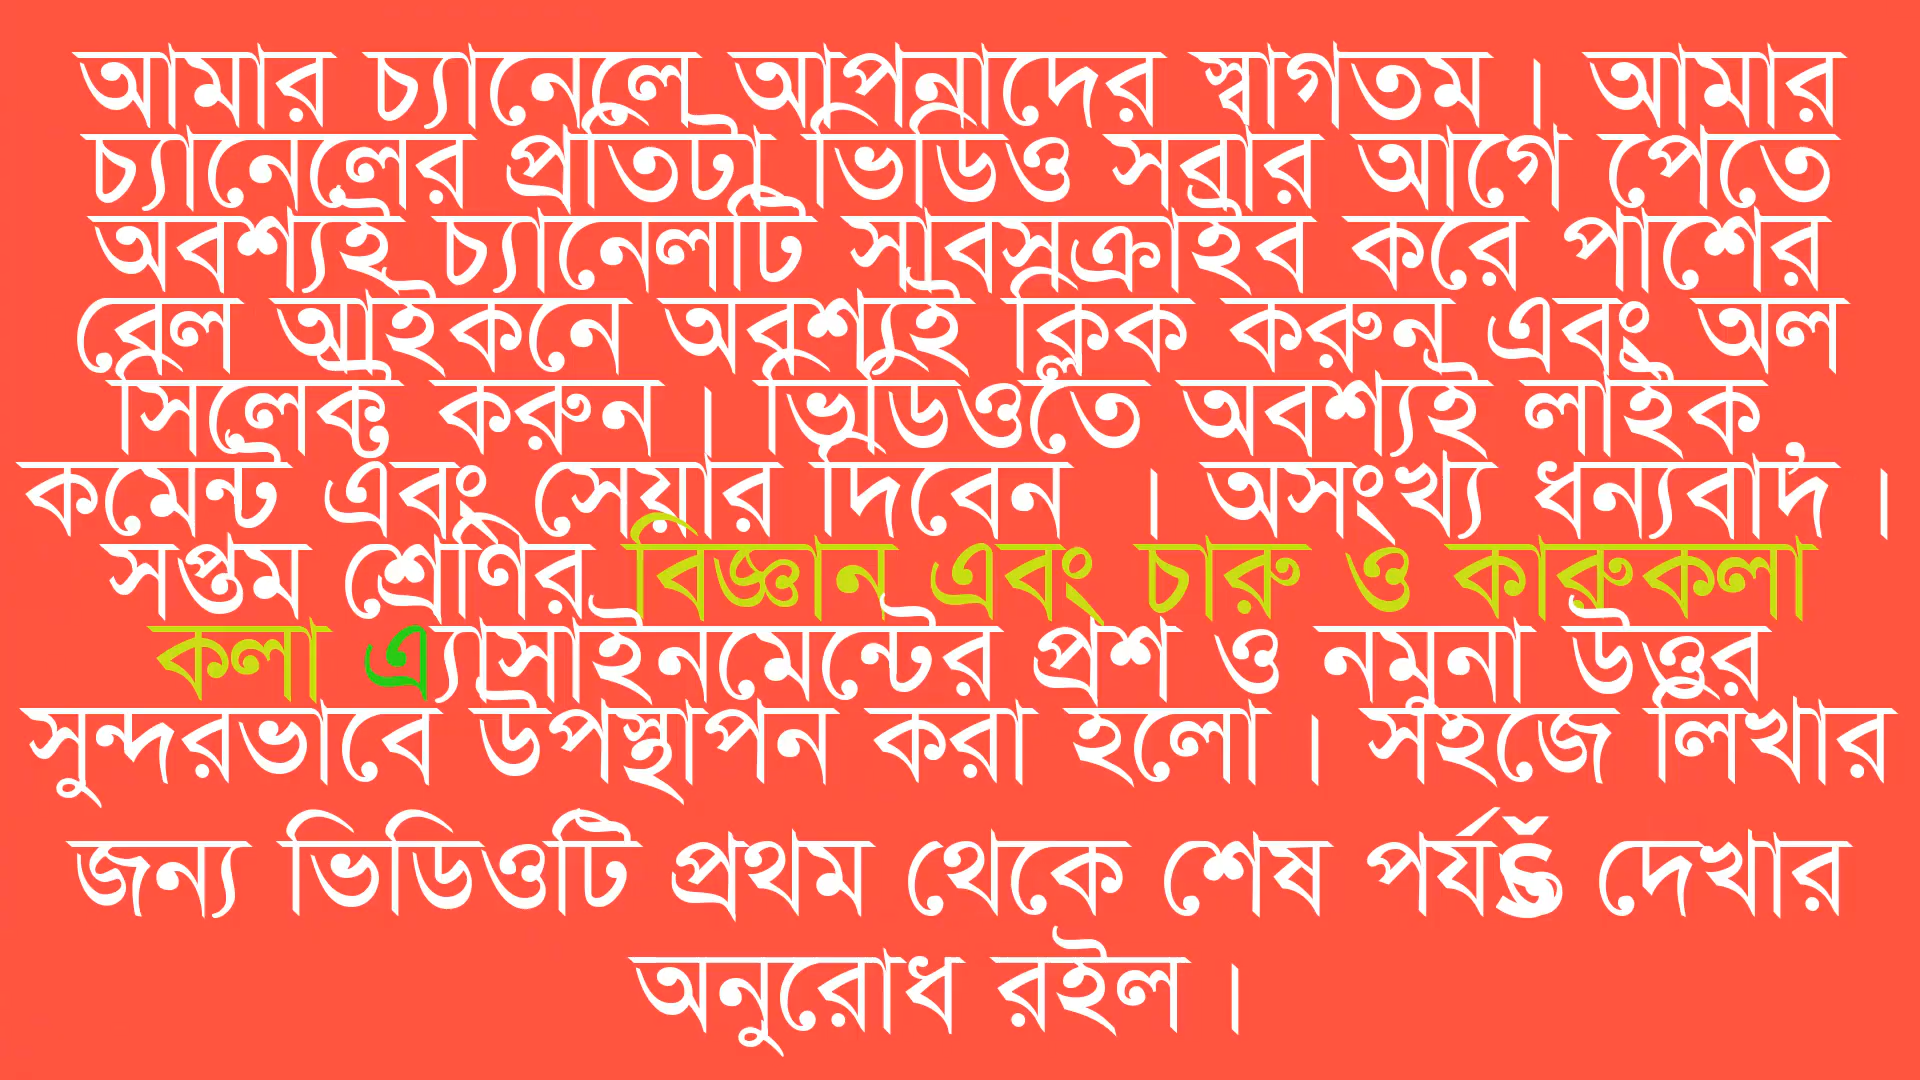 আমার চ্যানেলে আপনাদের স্বাগতম। আমার
চ্যানেলের প্রতিটা ভিডিও সবার আগে পেতে
অবশ্যই চ্যানেলটি সাবসক্রাইব করে পাশের
বেল আইকনে অবশ্যই ক্লিক করুন এবং অল
সিলেক্ট করুন। ভিডিওতে অবশ্যই লাইক,
কমেন্ট এবং সেয়ার দিবেন । অসংখ্য ধন্যবাদ।
সপ্তম শ্রেণির বিজ্ঞান এবং চারু ও কারুকলা
কলা এ্যাসাইনমেন্টের প্রশ ও নমুনা উত্তর
সুন্দরভাবে উপস্থাপন করা হলো। সহজে লিখার
জন্য ভিডিওটি প্রথম থেকে শেষ পর্যন্ত দেখার
অনুরোধ রইল।